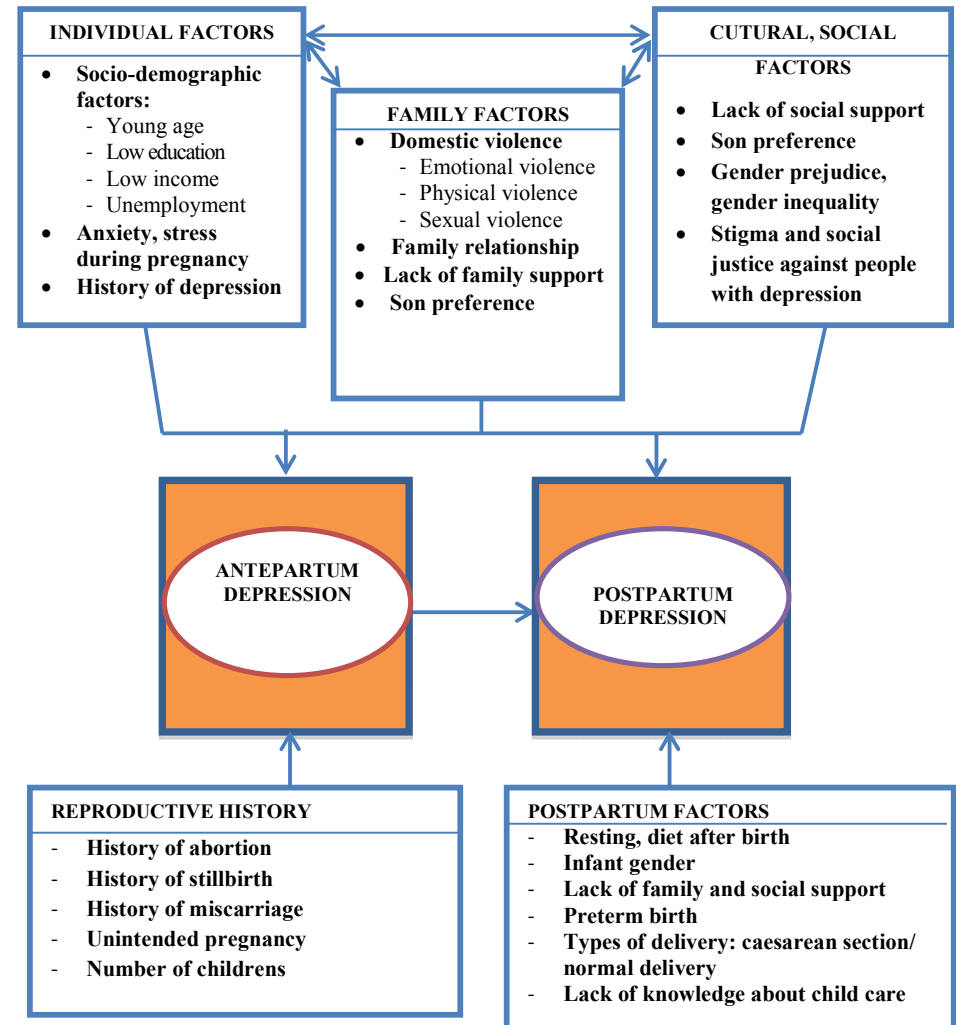 INDIVIDUAL FACTORS
• Socio-demographic
factors:
- Young age
- Low education
- Low income
- Unemployment
• Anxiety, stress
during pregnancy
• History of depression
FAMILY FACTORS
• Domestic violence
- Emotional violence
- Physical violence
- Sexual violence
• Family relationship
• Lack of family support
• Son preference
CUTURAL, SOCIAL
FACTORS
• Lack of social support
• Son preference
• Gender prejudice,
gender inequality
• Stigma and social
justice against people
with depression
ANTEPARTUM
DEPRESSION
POSTPARTUM
DEPRESSION
REPRODUCTIVE HISTORY
- History of abortion
- History of stillbirth
- History of miscarriage
- Unintended pregnancy
- Number of childrens
POSTPARTUM FACTORS
- Resting, diet after birth
- Infant gender
- Lack of family and social support
- Preterm birth
- Types of delivery: caesarean section/
normal delivery
- Lack of knowledge about child care